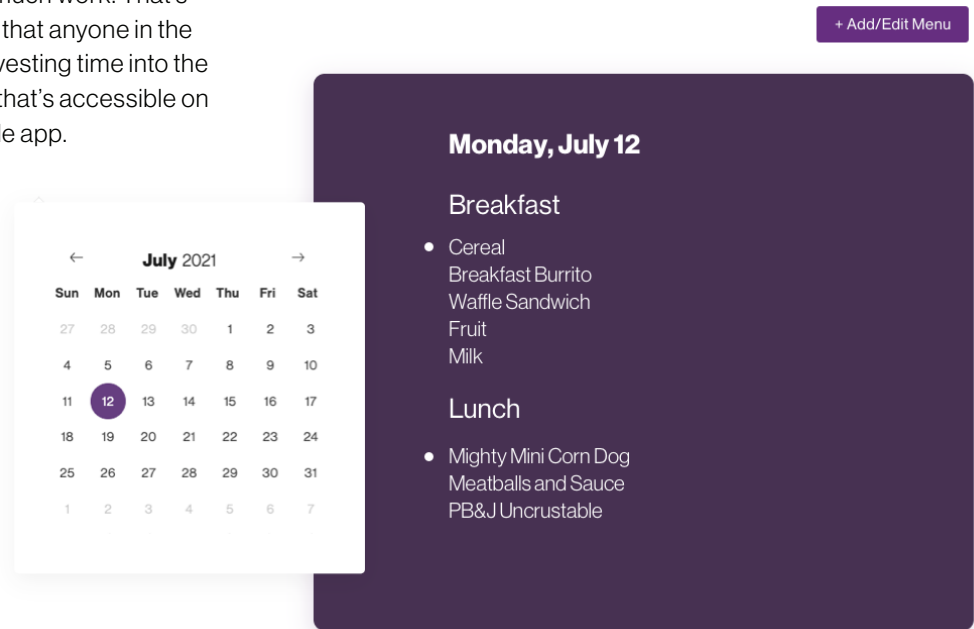 that anyone in the
vesting time into the
that's accessible on
le app.
+ Add/Edit Menu
Monday, July 12
Breakfast
Cereal
Breakfast Burrito
Waffle Sandwich
Fruit
Milk
Lunch
Mighty Mini Corn Dog
Meatballs and Sauce
PB&J Uncrustable
← July 2021 →
Sun Mon Tue Wed Thu Fri Sat
27 28 29 30 1 2 3
4 5 6 7 8 9 10
11 12 13 14 15 16 17
18 19 20 21 22 23 24
25 26 27 28 29 30 31
1 2 3 4 5 6 7